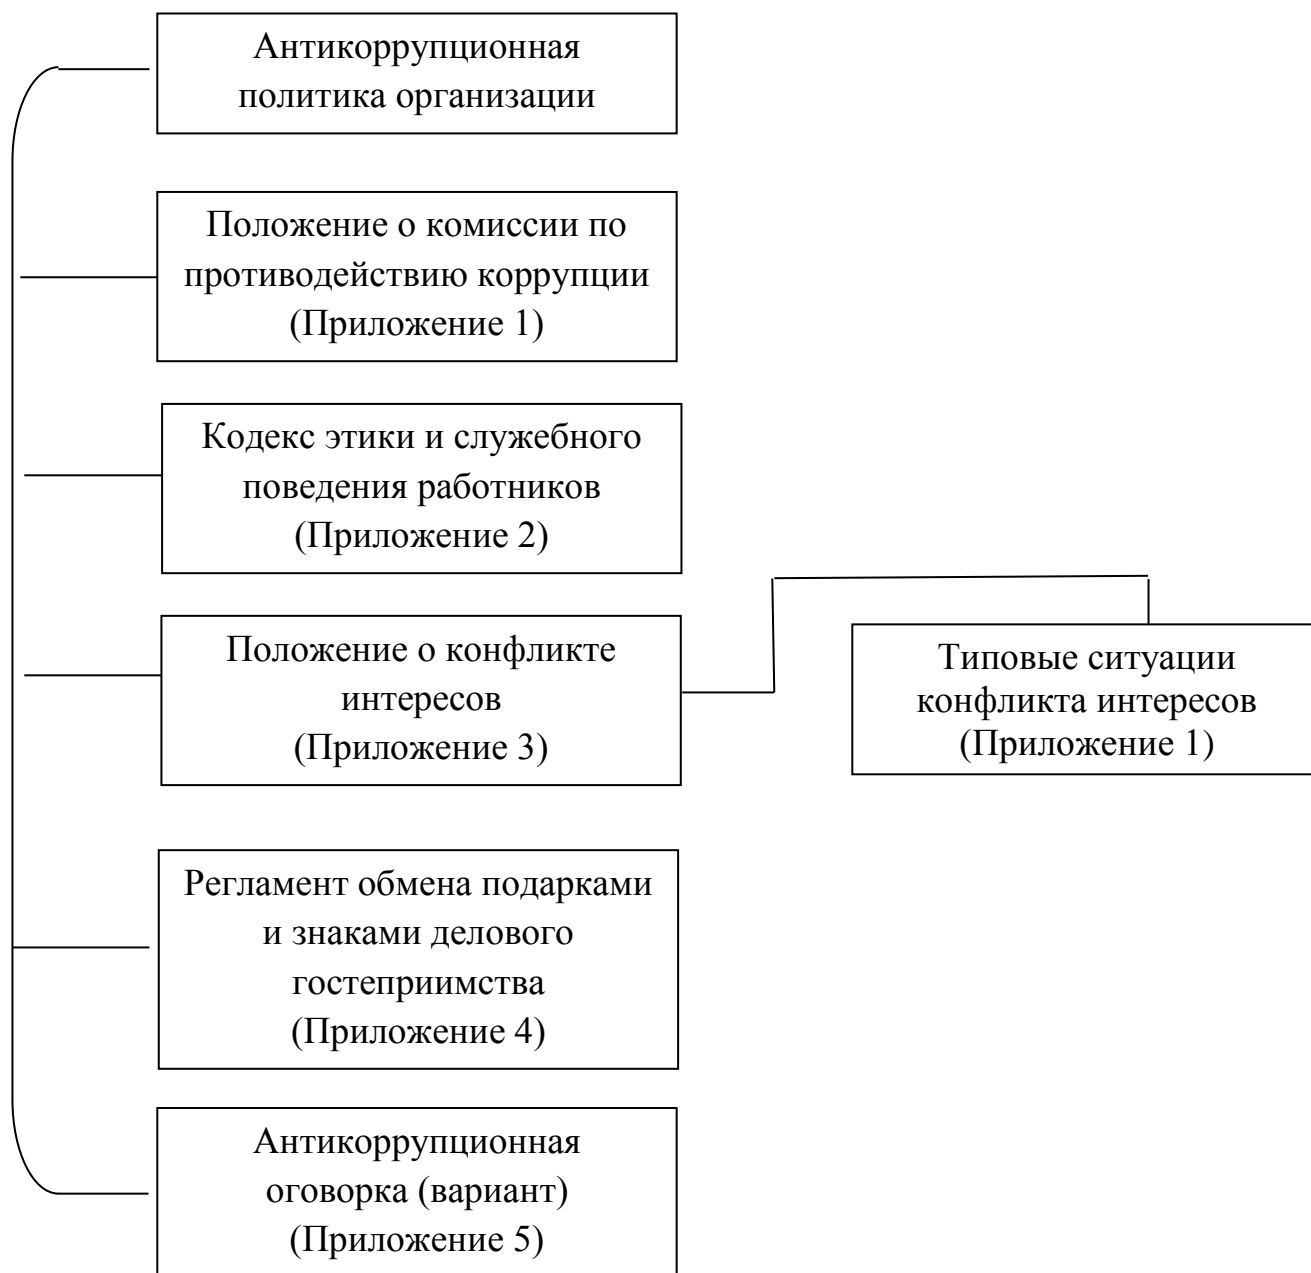 Антикоррупционная
политика организации
Положение о комиссии по
противодействию коррупции
(Приложение 1)
Кодекс этики и служебного
поведения работников
(Приложение 2)
Положение о конфликте
интересов
(Приложение 3)
Типовые ситуации
конфликта интересов
(Приложение 1)
Регламент обмена подарками
и знаками делового
гостеприимства
(Приложение 4)
Антикоррупционная
оговорка (вариант)
(Приложение 5)